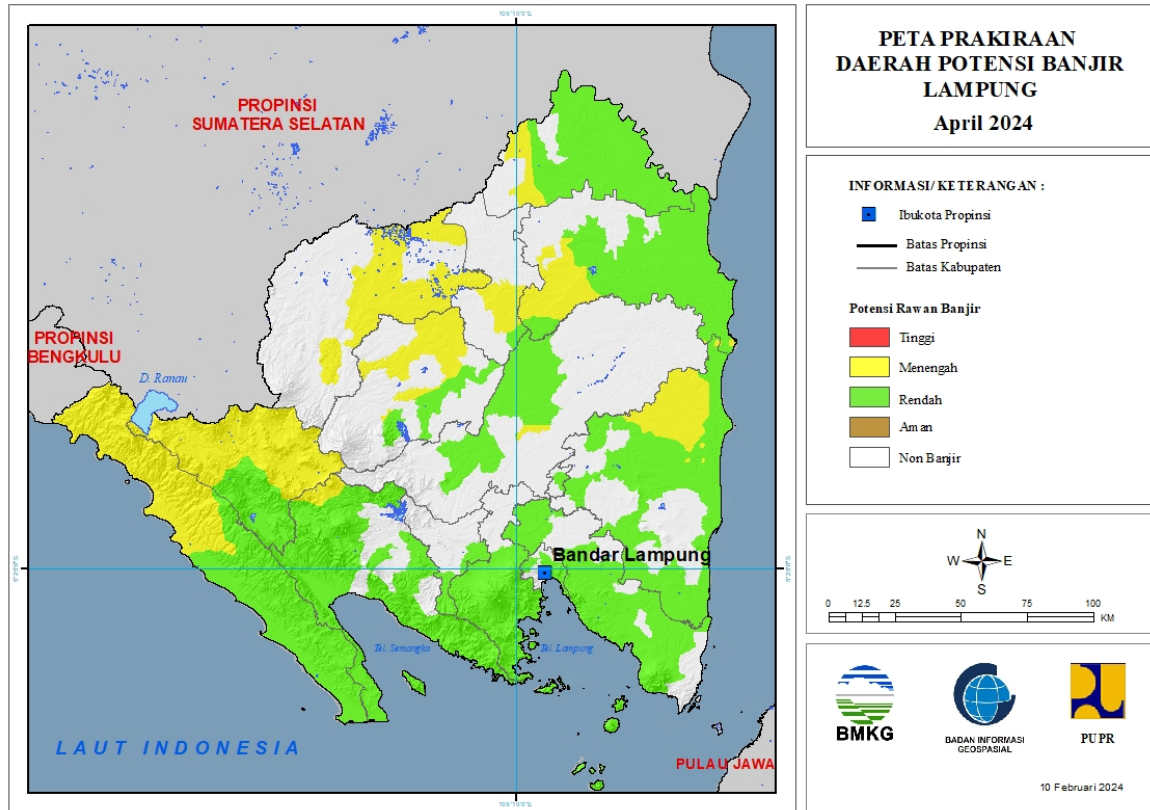 PROPINSI
SUMATERA SELATAN
PROPINSI
BENGKULU
D. Ranau
Bandar Lampung
Tel. Semangka
Tel. Lampung
LAUT INDONESIA
PULAU JAWA
PETA PRAKIRAAN
DAERAH POTENSI BANJIR
LAMPUNG
April 2024
INFORMASI/ KETERANGAN :
Ibukota Propinsi
Batas Propinsi
Batas Kabupaten
Potensi Rawan Banjir
Tinggi
Menengah
Rendah
Aman
Non Banjir
N
W E
S
0 12.5 25 50 75 100
KM
BMKG
BADAN INFORMASI
GEOSPASIAL
PUPR
10 Februari 2024